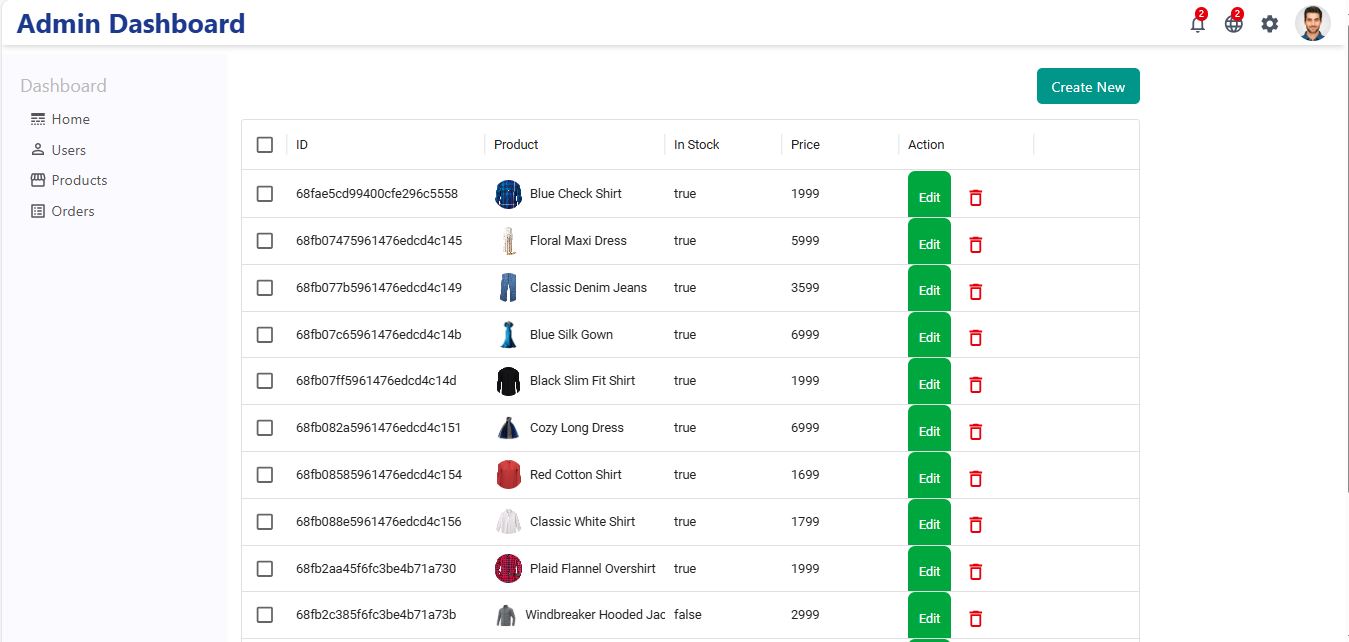 Admin Dashboard
2 2
Dashboard
Create New
Home
Users
Products
Orders
ID Product In Stock Price Action
68fae5cd99400cfe296c5558 Blue Check Shirt true 1999 Edit
68fb07475961476edcd4c145 Floral Maxi Dress true 5999 Edit
68fb077b5961476edcd4c149 Classic Denim Jeans true 3599 Edit
68fb07c65961476edcd4c14b Blue Silk Gown true 6999 Edit
68fb07ff5961476edcd4c14d Black Slim Fit Shirt true 1999 Edit
68fb082a5961476edcd4c151 Cozy Long Dress true 6999 Edit
68fb08585961476edcd4c154 Red Cotton Shirt true 1699 Edit
68fb088e5961476edcd4c156 Classic White Shirt true 1799 Edit
68fb2aa45f6fc3be4b71a730 Plaid Flannel Overshirt true 1999 Edit
68fb2c385f6fc3be4b71a73b Windbreaker Hooded Jac false 2999 Edit